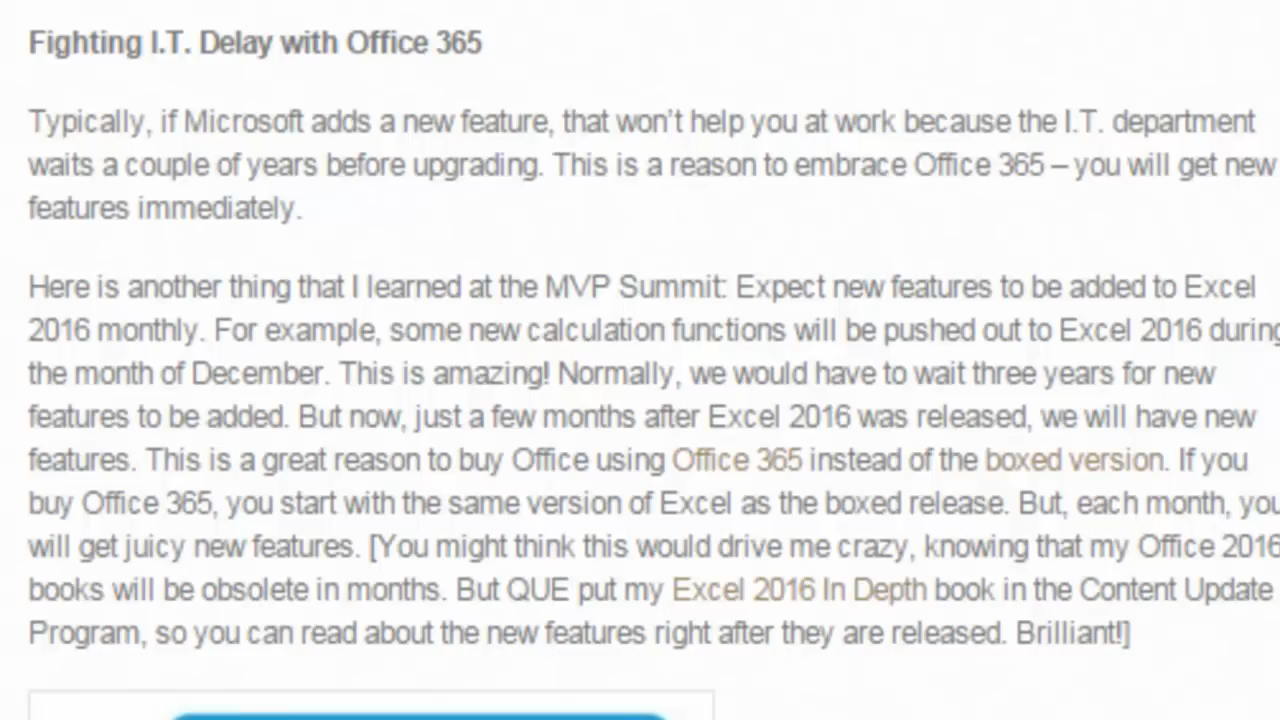 Fighting I.T. Delay with Office 365
Typically, if Microsoft adds a new feature, that won’t help you at work because the I.T. department
waits a couple of years before upgrading. This is a reason to embrace Office 365 – you will get new
features immediately.
Here is another thing that I learned at the MVP Summit: Expect new features to be added to Excel
2016 monthly. For example, some new calculation functions will be pushed out to Excel 2016 during
the month of December. This is amazing! Normally, we would have to wait three years for new
features to be added. But now, just a few months after Excel 2016 was released, we will have new
features. This is a great reason to buy Office using Office 365 instead of the boxed version. If you
buy Office 365, you start with the same version of Excel as the boxed release. But, each month, you
will get juicy new features. [You might think this would drive me crazy, knowing that my Office 2016
books will be obsolete in months. But QUE put my Excel 2016 In Depth book in the Content Update
Program, so you can read about the new features right after they are released. Brilliant!]